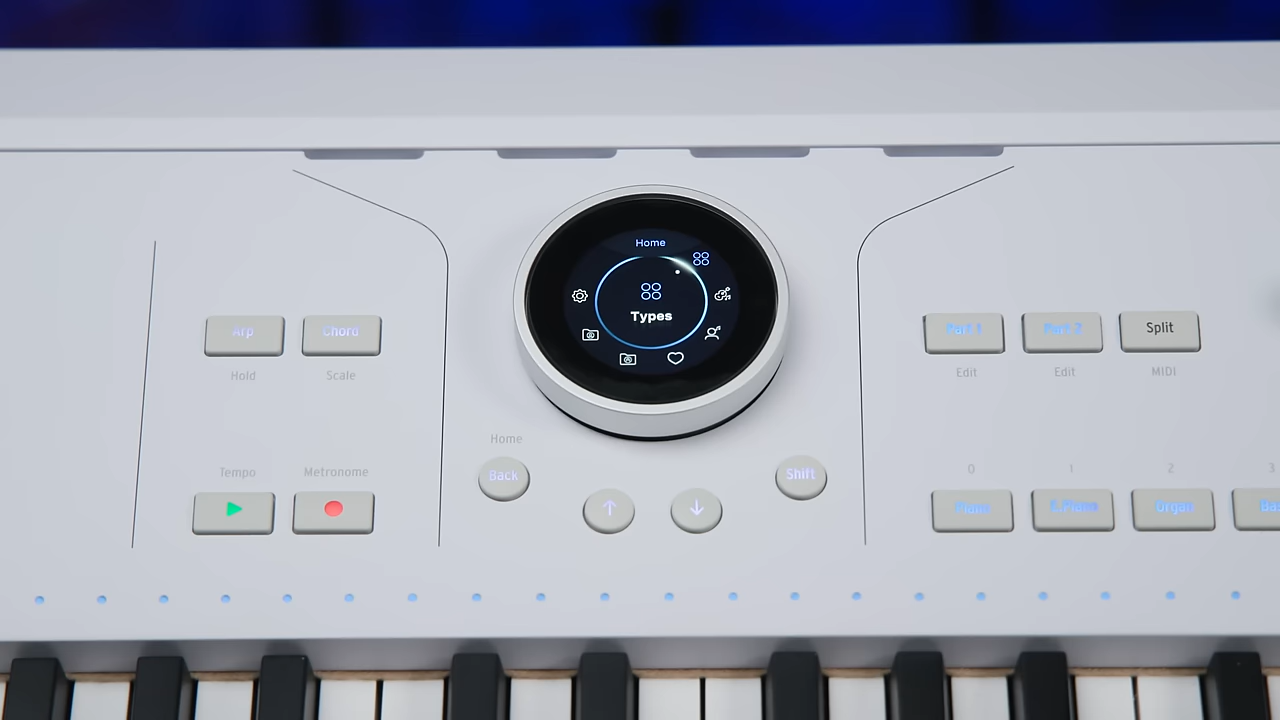 Home
Types
Arp
Chord
Hold
Scale
Tempo
Metronome
Home
Back
Shift
Part 1
Part 2
Split
Edit
Edit
MIDI
0
1
2
3
Piano
E.Piano
Organ